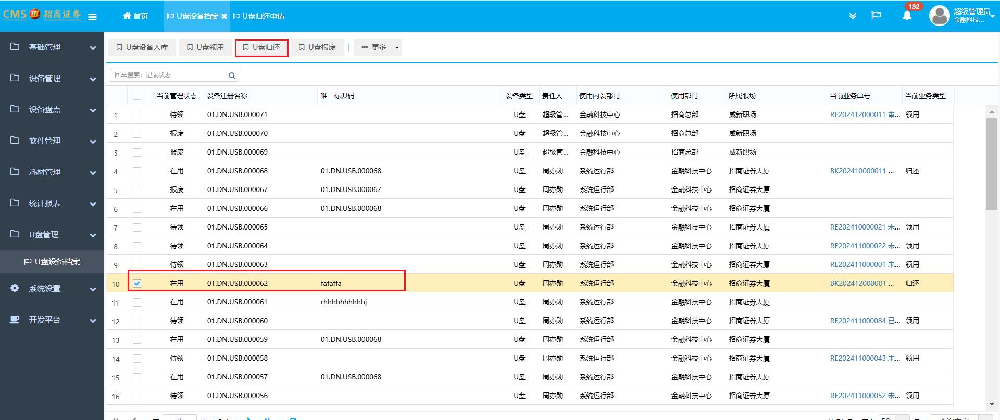 CMS 招商证券 首页 U盘设备档案 U盘归还申请 132 超级管理员
金融科技...
基础管理
设备管理
设备盘点
软件管理
耗材管理
统计报表
U盘管理
U盘设备档案
系统设置
开发平台
U盘设备入库 U盘领用 U盘归还 U盘报废 ··· 更多
回车搜索：记录状态
当前管理状态 设备注册名称 唯一标识码 设备类型 责任人 使用内设部门 使用部门 所属职场 当前业务单号 当前业务类型
1 待领 01.DN.USB.000071 U盘 超级管... 金融科技中心 招商总部 威新职场 RE202412000011 审... 领用
2 报废 01.DN.USB.000070 U盘 超级管... 金融科技中心 招商总部 威新职场
3 报废 01.DN.USB.000069 U盘 超级管... 金融科技中心 招商总部 威新职场
4 在用 01.DN.USB.000068 01.DN.USB.000068 U盘 周亦勋 系统运行部 金融科技中心 招商证券大厦 BK202410000011 ... 归还
5 报废 01.DN.USB.000067 01.DN.USB.000067 U盘 周亦勋 系统运行部 金融科技中心 招商证券大厦
6 在用 01.DN.USB.000066 01.DN.USB.000068 U盘 周亦勋 系统运行部 金融科技中心 招商证券大厦
7 待领 01.DN.USB.000065 U盘 周亦勋 系统运行部 金融科技中心 招商证券大厦 RE202410000021 未... 领用
8 待领 01.DN.USB.000064 U盘 周亦勋 系统运行部 金融科技中心 招商证券大厦 RE202411000022 未... 领用
9 待领 01.DN.USB.000063 U盘 周亦勋 系统运行部 金融科技中心 招商证券大厦 RE202411000001 未... 领用
10 在用 01.DN.USB.000062 fafaffa U盘 周亦勋 系统运行部 金融科技中心 招商证券大厦 BK202412000001 ... 归还
11 在用 01.DN.USB.000061 rhhhhhhhhhhj U盘 周亦勋 系统运行部 金融科技中心 招商证券大厦
12 待领 01.DN.USB.000060 U盘 周亦勋 系统运行部 金融科技中心 招商证券大厦 RE202411000084 已... 领用
13 在用 01.DN.USB.000059 01.DN.USB.000068 U盘 周亦勋 系统运行部 金融科技中心 招商证券大厦
14 待领 01.DN.USB.000058 U盘 周亦勋 系统运行部 金融科技中心 招商证券大厦 RE202411000043 未... 领用
15 在用 01.DN.USB.000057 01.DN.USB.000068 U盘 周亦勋 系统运行部 金融科技中心 招商证券大厦
16 待领 01.DN.USB.000056 U盘 周亦勋 系统运行部 金融科技中心 招商证券大厦 RE202411000052 未... 领用